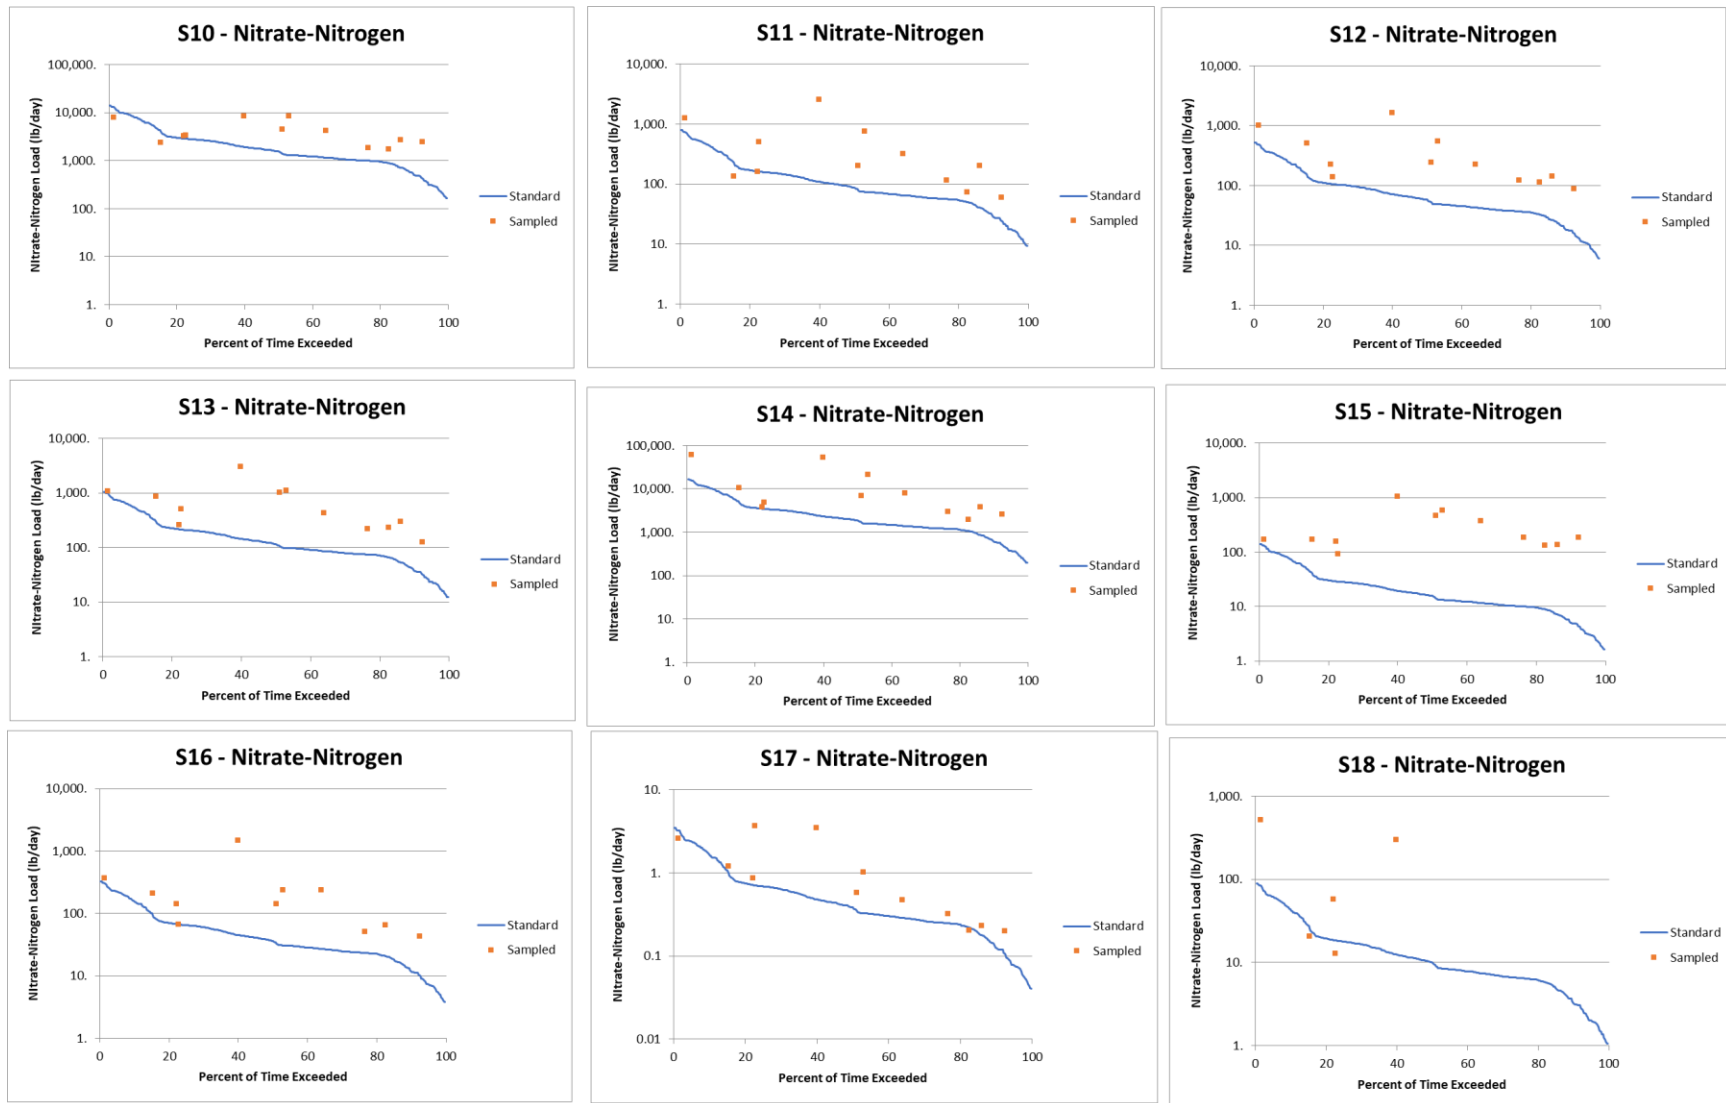 S10 - Nitrate-Nitrogen
100,000.
10,000.
1,000.
100.
10.
1.
0 20 40 60 80 100
NItrate-Nitrogen Load (lb/day)
Percent of Time Exceeded
Standard
Sampled
S11 - Nitrate-Nitrogen
10,000.
1,000.
100.
10.
1.
0 20 40 60 80 100
NItrate-Nitrogen Load (lb/day)
Percent of Time Exceeded
Standard
Sampled
S12 - Nitrate-Nitrogen
10,000.
1,000.
100.
10.
1.
0 20 40 60 80 100
NItrate-Nitrogen Load (lb/day)
Percent of Time Exceeded
Standard
Sampled
S13 - Nitrate-Nitrogen
10,000.
1,000.
100.
10.
1.
0 20 40 60 80 100
NItrate-Nitrogen Load (lb/day)
Percent of Time Exceeded
Standard
Sampled
S14 - Nitrate-Nitrogen
100,000.
10,000.
1,000.
100.
10.
1.
0 20 40 60 80 100
NItrate-Nitrogen Load (lb/day)
Percent of Time Exceeded
Standard
Sampled
S15 - Nitrate-Nitrogen
10,000.
1,000.
100.
10.
1.
0 20 40 60 80 100
NItrate-Nitrogen Load (lb/day)
Percent of Time Exceeded
Standard
Sampled
S16 - Nitrate-Nitrogen
10,000.
1,000.
100.
10.
1.
0 20 40 60 80 100
NItrate-Nitrogen Load (lb/day)
Percent of Time Exceeded
Standard
Sampled
S17 - Nitrate-Nitrogen
10.
1.
0.1
0.01
0 20 40 60 80 100
NItrate-Nitrogen Load (lb/day)
Percent of Time Exceeded
Standard
Sampled
S18 - Nitrate-Nitrogen
1,000.
100.
10.
1.
0 20 40 60 80 100
NItrate-Nitrogen Load (lb/day)
Percent of Time Exceeded
Standard
Sampled